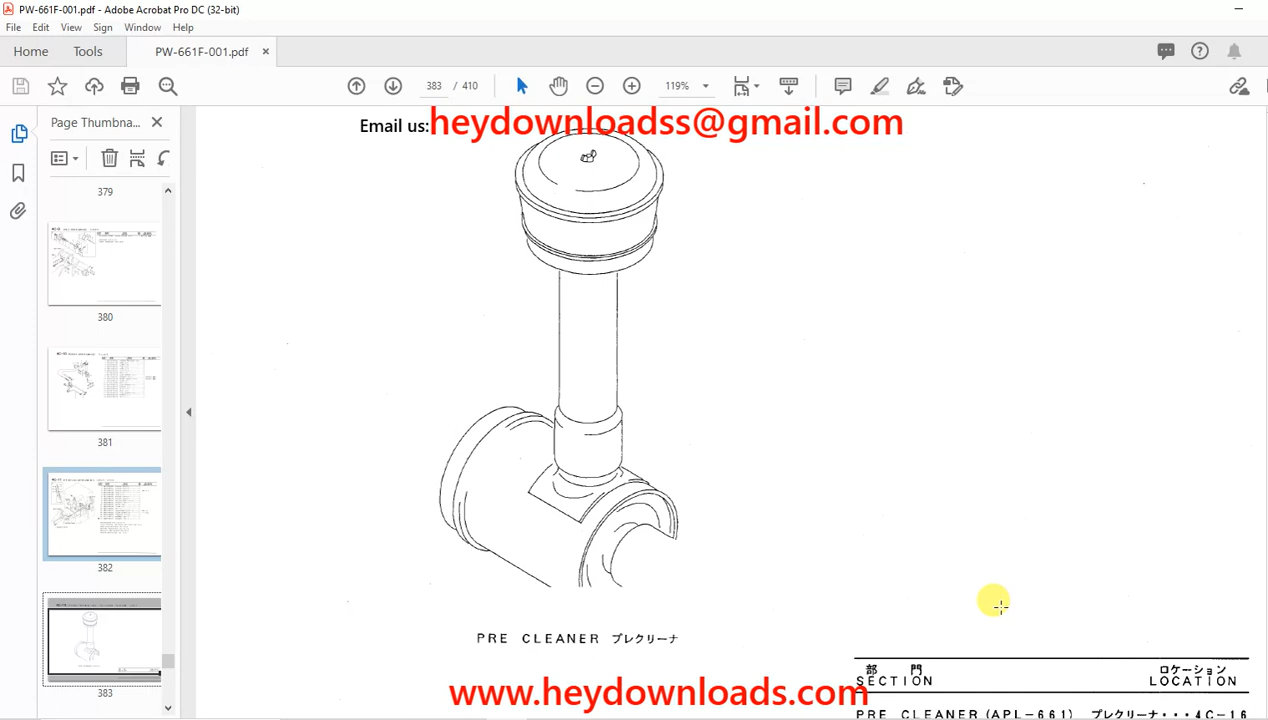 PW-661F-001.pdf - Adobe Acrobat Pro DC (32-bit)
File Edit View Sign Window Help
Home Tools PW-661F-001.pdf ×
383 / 410 119%
Page Thumbna...
379
380
381
382
383
Email us:heydownloadss@gmail.com
PRE CLEANER プレクリーナ
www.heydownloads.com
部 門 ロケーション
SECTION LOCATION
PRE CLEANER(APL-661) プレクリーナ・・・4C-16